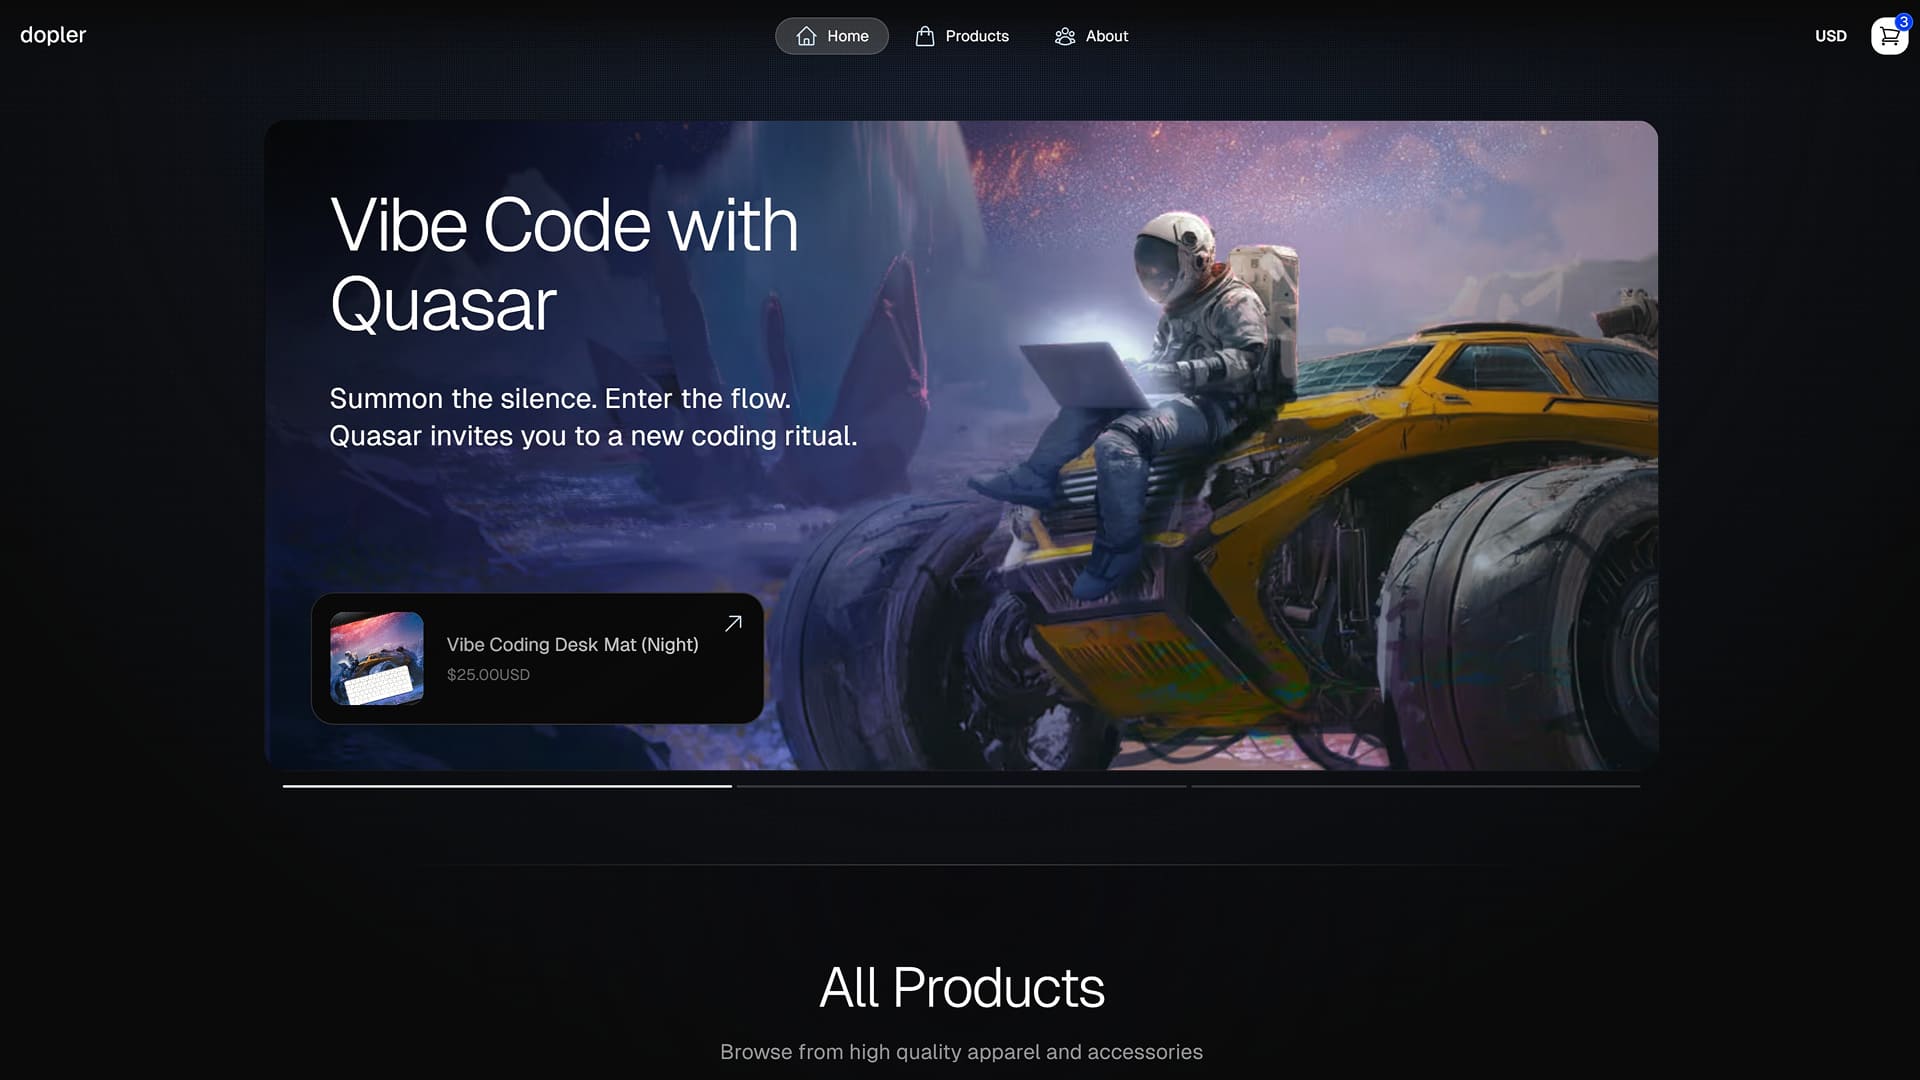 dopler
Home
Products
About
USD
3
Vibe Code with
Quasar
Summon the silence. Enter the flow.
Quasar invites you to a new coding ritual.
Vibe Coding Desk Mat (Night)
$25.00USD
All Products
Browse from high quality apparel and accessories